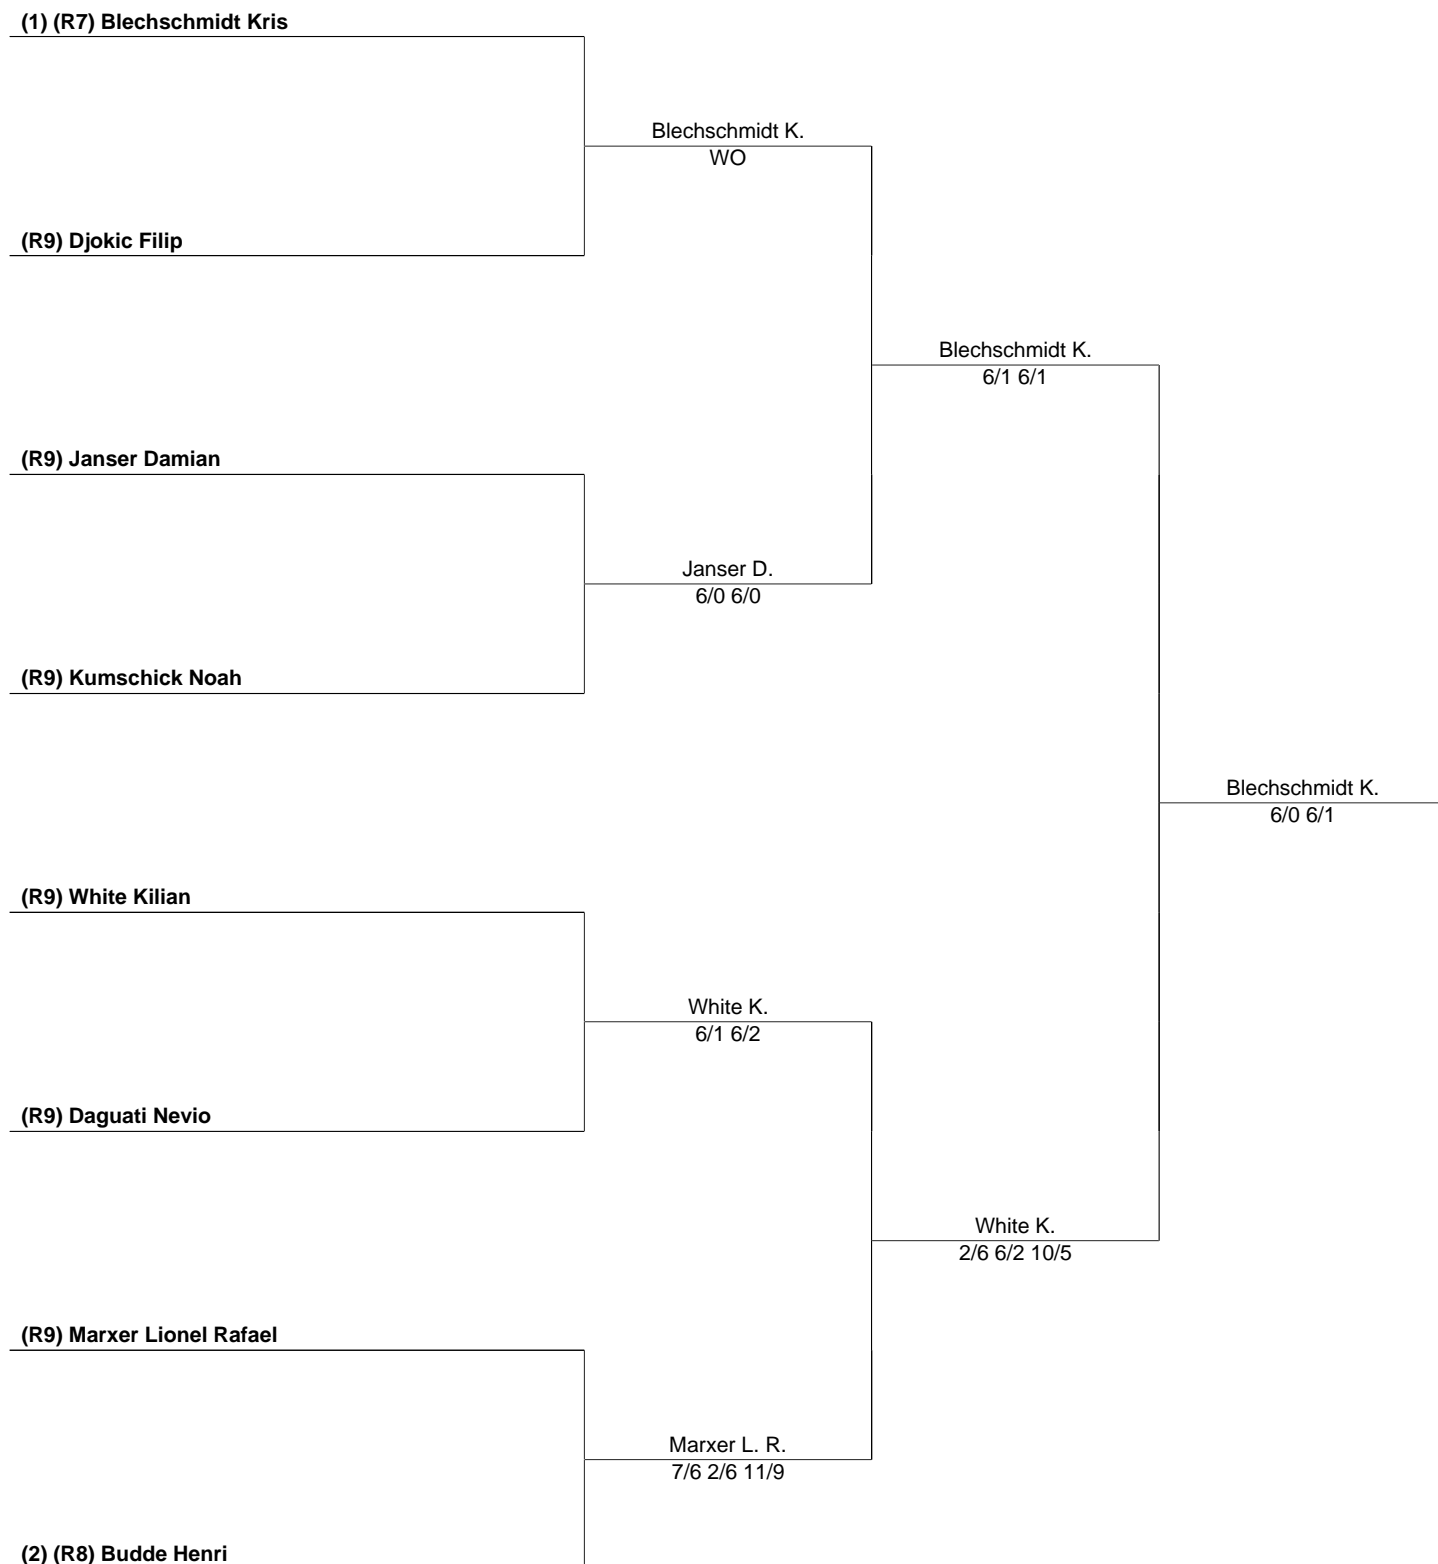 (1) (R7) Blechschmidt Kris
Blechschmidt K.
WO
(R9) Djokic Filip
Blechschmidt K.
6/1 6/1
(R9) Janser Damian
Janser D.
6/0 6/0
(R9) Kumschick Noah
Blechschmidt K.
6/0 6/1
(R9) White Kilian
White K.
6/1 6/2
(R9) Daguati Nevio
White K.
2/6 6/2 10/5
(R9) Marxer Lionel Rafael
Marxer L. R.
7/6 2/6 11/9
(2) (R8) Budde Henri